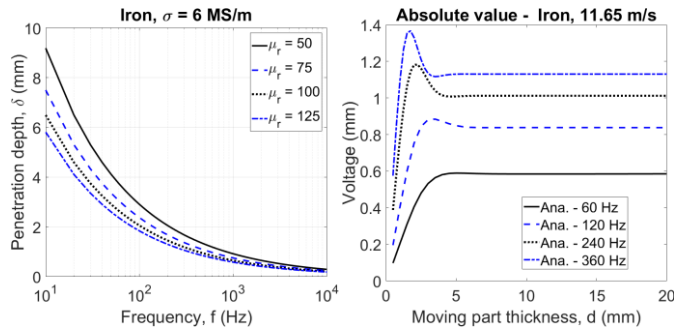 Iron, σ = 6 MS/m
Penetration depth, δ (mm)
10
8
6
4
2
0
μr = 50
μr = 75
μr = 100
μr = 125
10^1
10^2
10^3
10^4
Frequency, f (Hz)
Absolute value - Iron, 11.65 m/s
Voltage (mm)
1.4
1.2
1
0.8
0.6
0.4
0.2
0
Ana. - 60 Hz
Ana. - 120 Hz
Ana. - 240 Hz
Ana. - 360 Hz
0
5
10
15
20
Moving part thickness, d (mm)